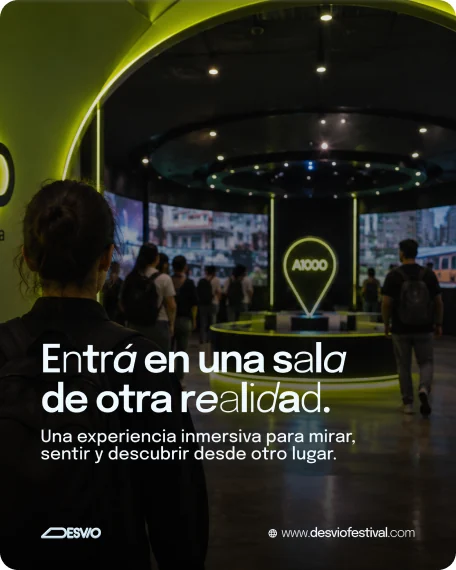 A1000
Entrá en una sala
de otra realidad.
Una experiencia inmersiva para mirar,
sentir y descubrir desde otro lugar.
DESVIO
www.desviofestival.com